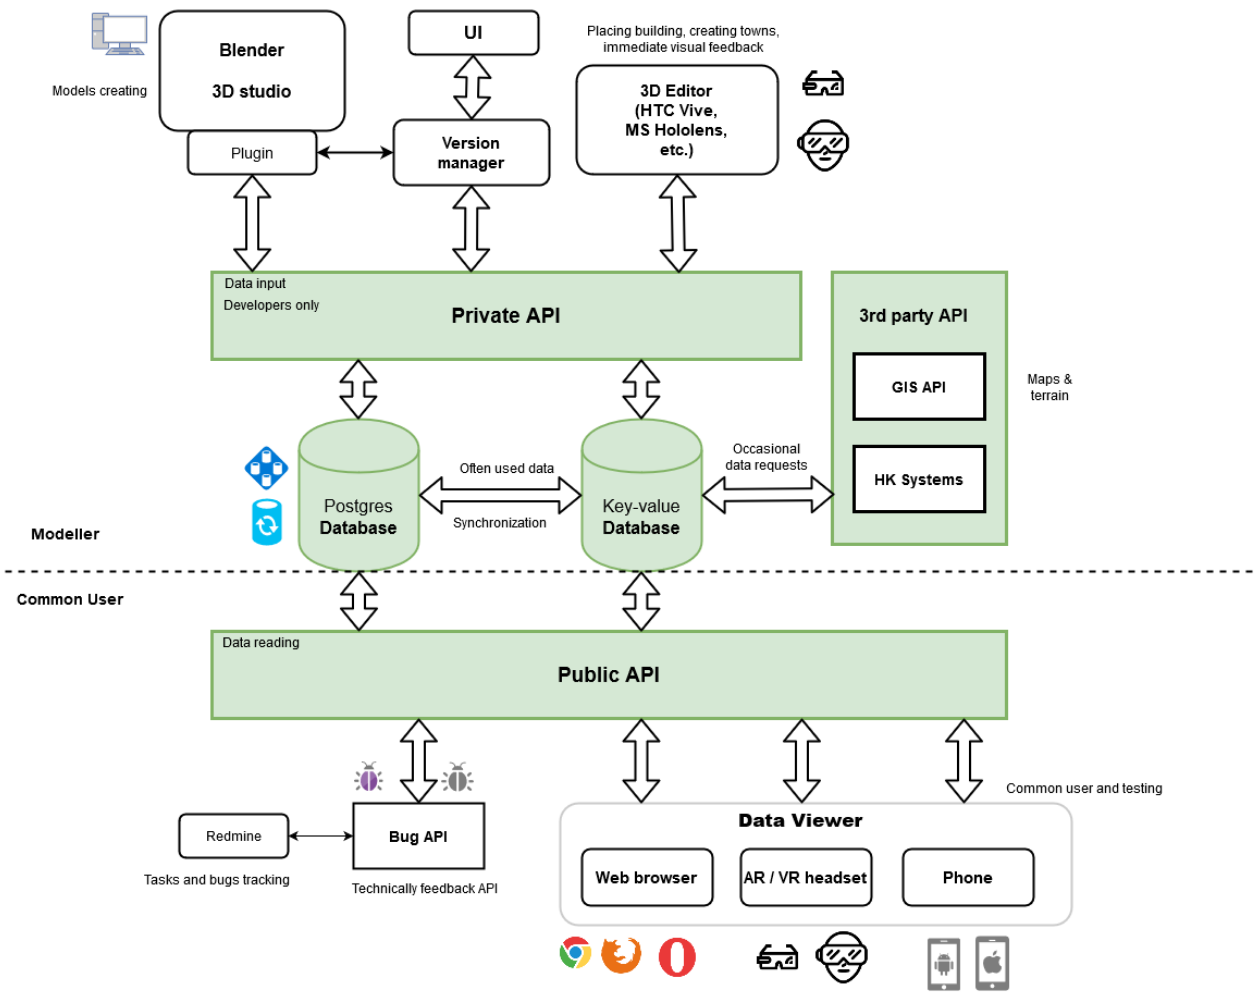 Blender
3D studio
Models creating
Plugin
UI
Version
manager
Placing building, creating towns,
immediate visual feedback
3D Editor
(HTC Vive,
MS Hololens,
etc.)
Data input
Developers only
Private API
3rd party API
GIS API
HK Systems
Maps &
terrain
Postgres
Database
Often used data
Synchronization
Key-value
Database
Occasional
data requests
Modeller
Common User
Data reading
Public API
Redmine
Tasks and bugs tracking
Bug API
Technically feedback API
Common user and testing
Data Viewer
Web browser
AR / VR headset
Phone